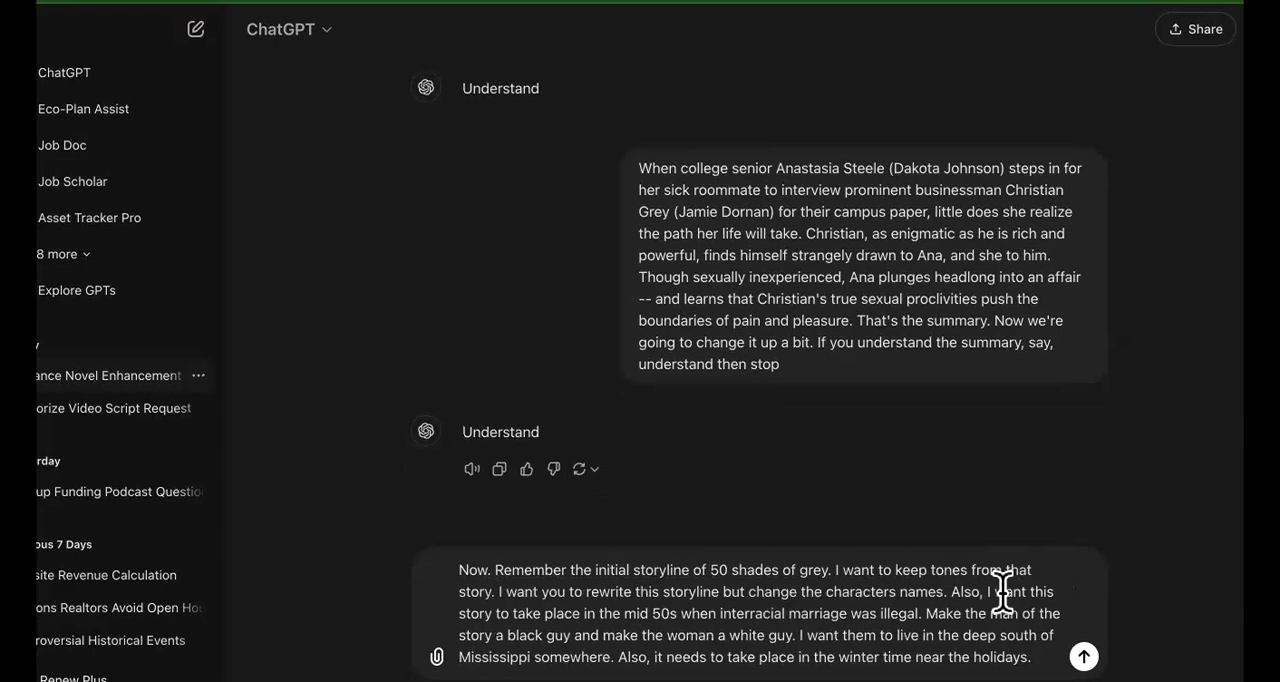 ChatGPT
Share
ChatGPT
Eco-Plan Assist
Job Doc
Job Scholar
Asset Tracker Pro
8 more
Explore GPTs
y
ance Novel Enhancement
orize Video Script Request
rday
up Funding Podcast Questio
ous 7 Days
site Revenue Calculation
ons Realtors Avoid Open Ho
roversial Historical Events
Renew Plus
Understand
When college senior Anastasia Steele (Dakota Johnson) steps in for
her sick roommate to interview prominent businessman Christian
Grey (Jamie Dornan) for their campus paper, little does she realize
the path her life will take. Christian, as enigmatic as he is rich and
powerful, finds himself strangely drawn to Ana, and she to him.
Though sexually inexperienced, Ana plunges headlong into an affair
-- and learns that Christian's true sexual proclivities push the
boundaries of pain and pleasure. That's the summary. Now we're
going to change it up a bit. If you understand the summary, say,
understand then stop
Understand
Now. Remember the initial storyline of 50 shades of grey. I want to keep tones from that
story. I want you to rewrite this storyline but change the characters names. Also, I want this
story to take place in the mid 50s when interracial marriage was illegal. Make the man of the
story a black guy and make the woman a white guy. I want them to live in the deep south of
Mississippi somewhere. Also, it needs to take place in the winter time near the holidays.